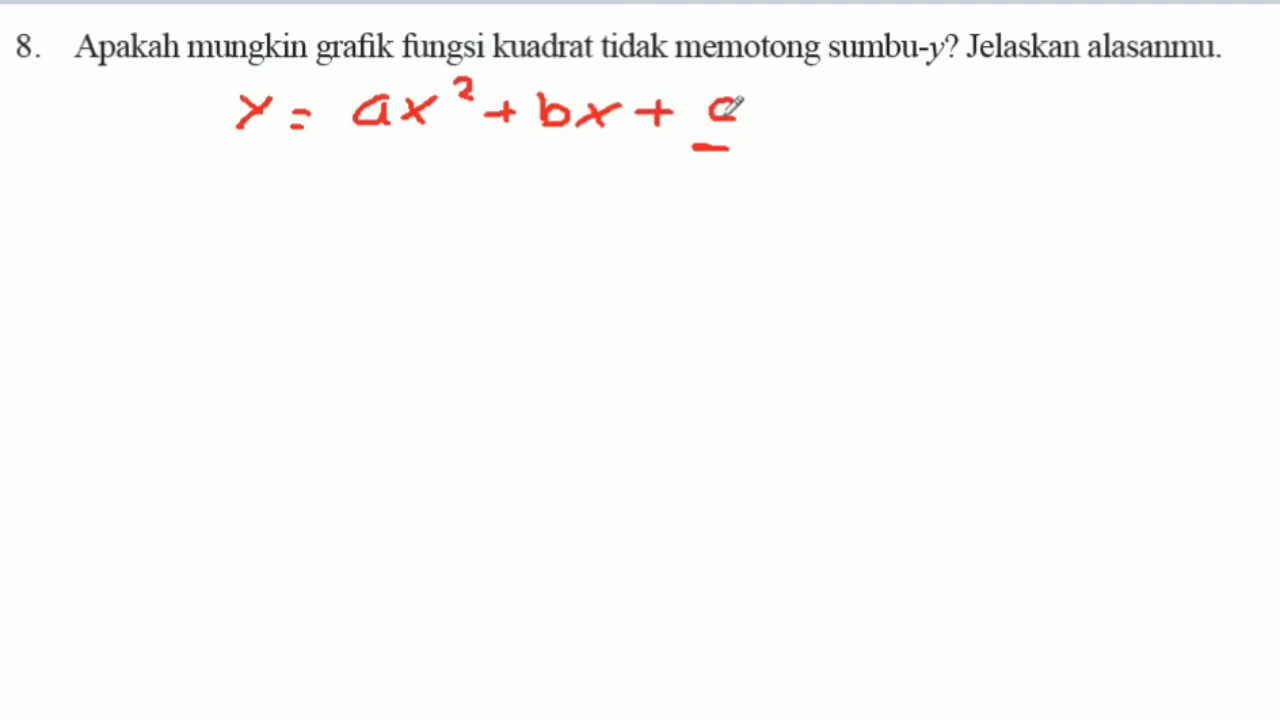 8. Apakah mungkin grafik fungsi kuadrat tidak memotong sumbu-y? Jelaskan alasanmu.
y = ax² + bx + c